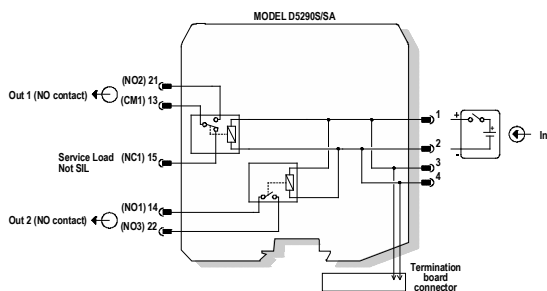 MODEL D5290S/SA
(NO2) 21
Out 1 (NO contact)
(CM1) 13
Service Load
Not SIL
(NC1) 15
(NO1) 14
Out 2 (NO contact)
(NO3) 22
1
2
3
4
+
-
+
In
Termination
board
connector